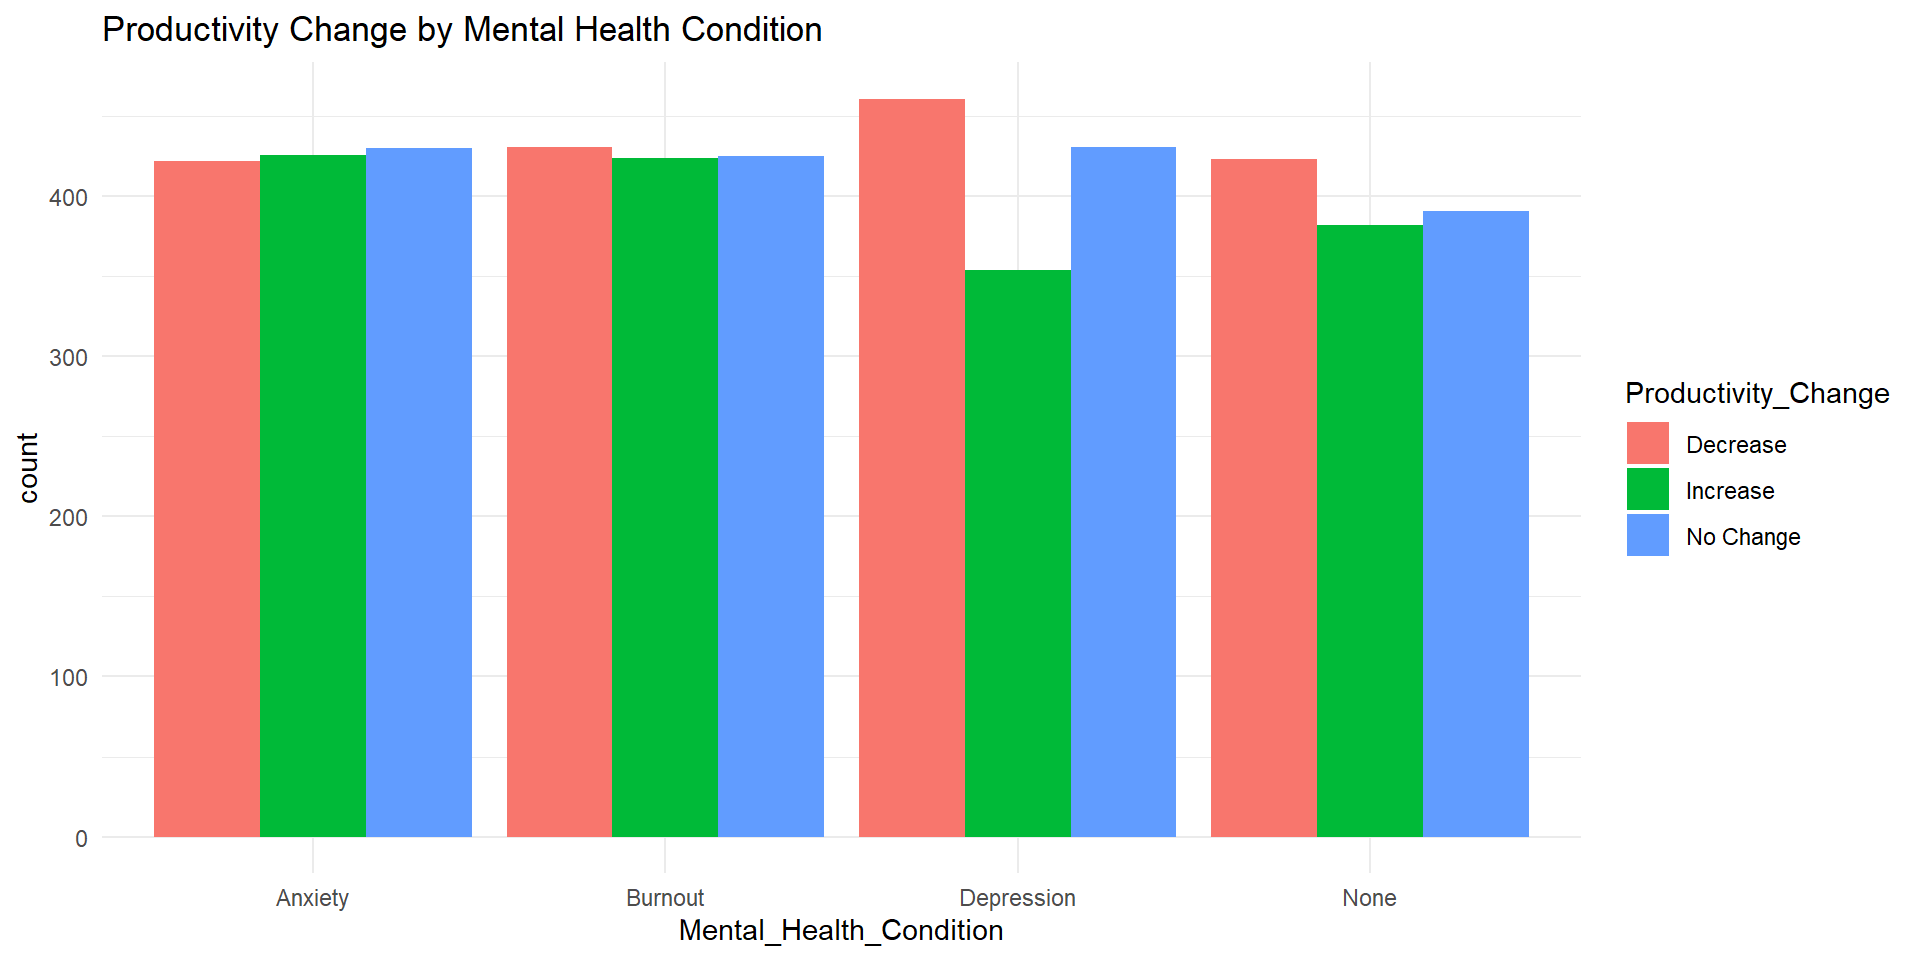 Productivity Change by Mental Health Condition
400
300
200
100
0
count
Anxiety
Burnout
Depression
None
Mental_Health_Condition
Productivity_Change
Decrease
Increase
No Change